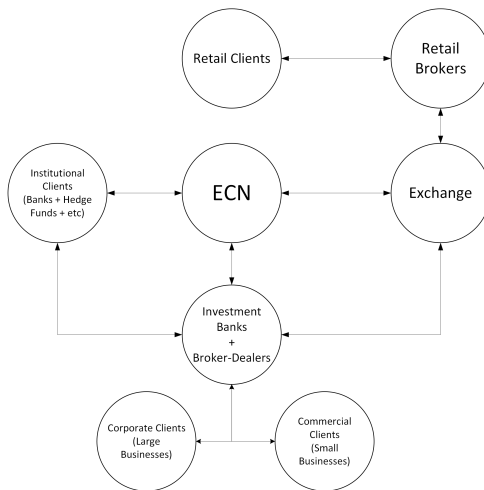 Retail Clients
Retail
Brokers
Institutional
Clients
(Banks + Hedge
Funds + etc)
ECN
Exchange
Investment
Banks
+
Broker-Dealers
Corporate Clients
(Large
Businesses)
Commercial
Clients
(Small
Businesses)